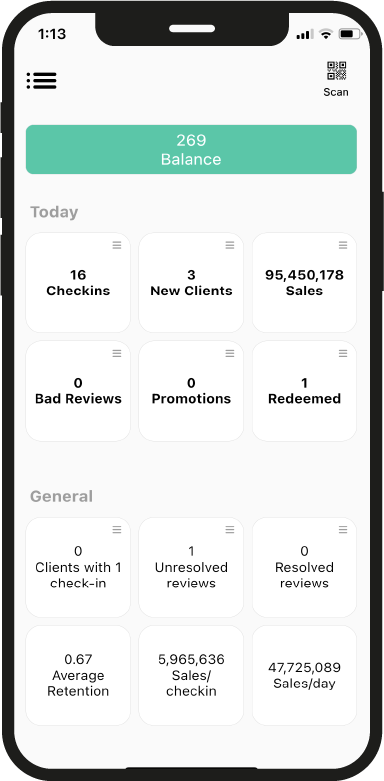 1:13
Scan
269
Balance
Today
16
Checkins
3
New Clients
95,450,178
Sales
0
Bad Reviews
0
Promotions
1
Redeemed
General
0
Clients with 1
check-in
1
Unresolved
reviews
0
Resolved
reviews
0.67
Average
Retention
5,965,636
Sales/
checkin
47,725,089
Sales/day